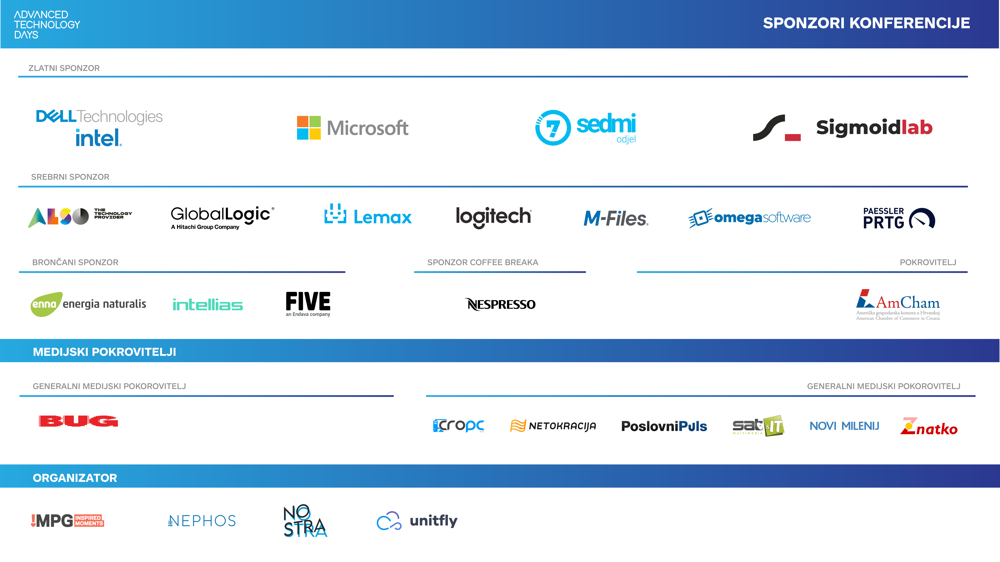 ADVANCED
TECHNOLOGY
DAYS
SPONZORI KONFERENCIJE
ZLATNI SPONZOR
DELL Technologies
intel®
Microsoft
7 sedmi
odjel
Sigmoidlab
SREBRNI SPONZOR
ALSO THE
TECHNOLOGY
PROVIDER
GlobalLogic®
A Hitachi Group Company
Lemax
logitech®
M-Files®
omegasoftware
PAESSLER
PRTG
BRONČANI SPONZOR
enna energia naturalis
intellias
FIVE
an Endava company
SPONZOR COFFEE BREAKA
NESPRESSO
POKROVITELJ
AmCham
Američka gospodarska komora u Hrvatskoj
American Chamber of Commerce in Croatia
MEDIJSKI POKROVITELJI
GENERALNI MEDIJSKI POKOROVITELJ
BUG
GENERALNI MEDIJSKI POKOROVITELJ
cropc
.net
NETOKRACIJA
PoslovniPuls
sat&IT
multimedia
NOVI MILENIJ
Znatko
ORGANIZATOR
!MPG INSPIRED
MOMENTS
NEPHOS
NO
STRA
unitfly